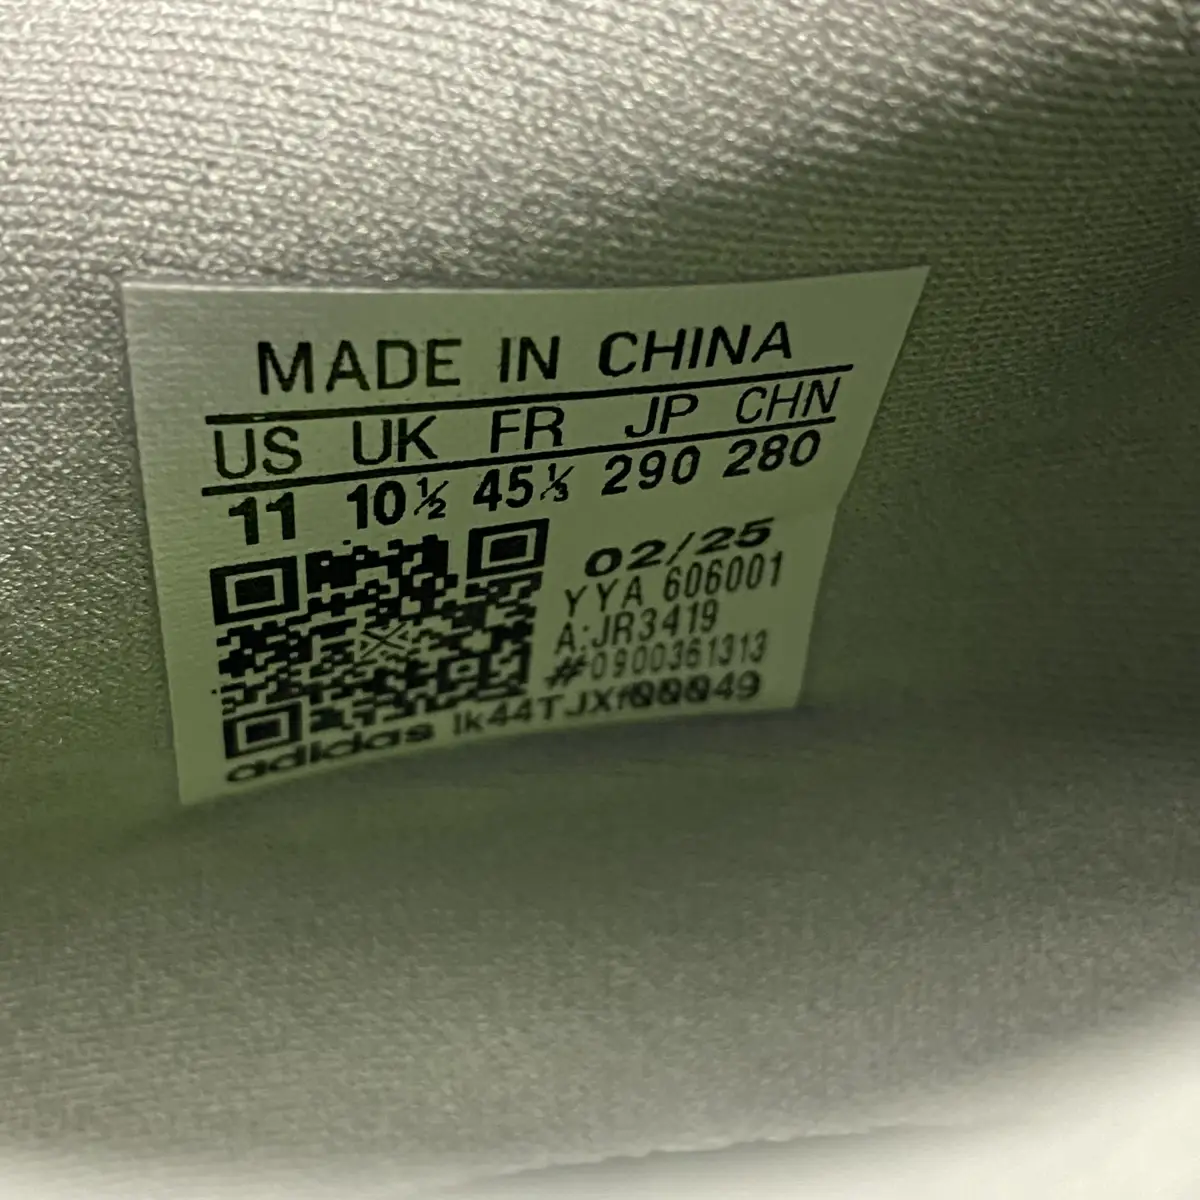 MADE IN CHINA
US UK FR JP CHN
11 10½ 45⅓ 290 280
02/25
YYA 606001
A:JR3419
#0900361313
adidas Ik44TJXf00049